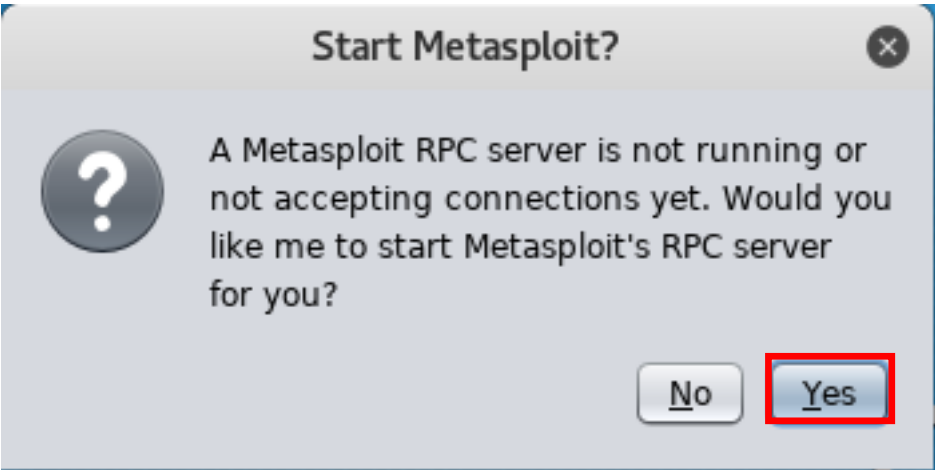 Start Metasploit?
A Metasploit RPC server is not running or
not accepting connections yet. Would you
like me to start Metasploit's RPC server
for you?
No
Yes